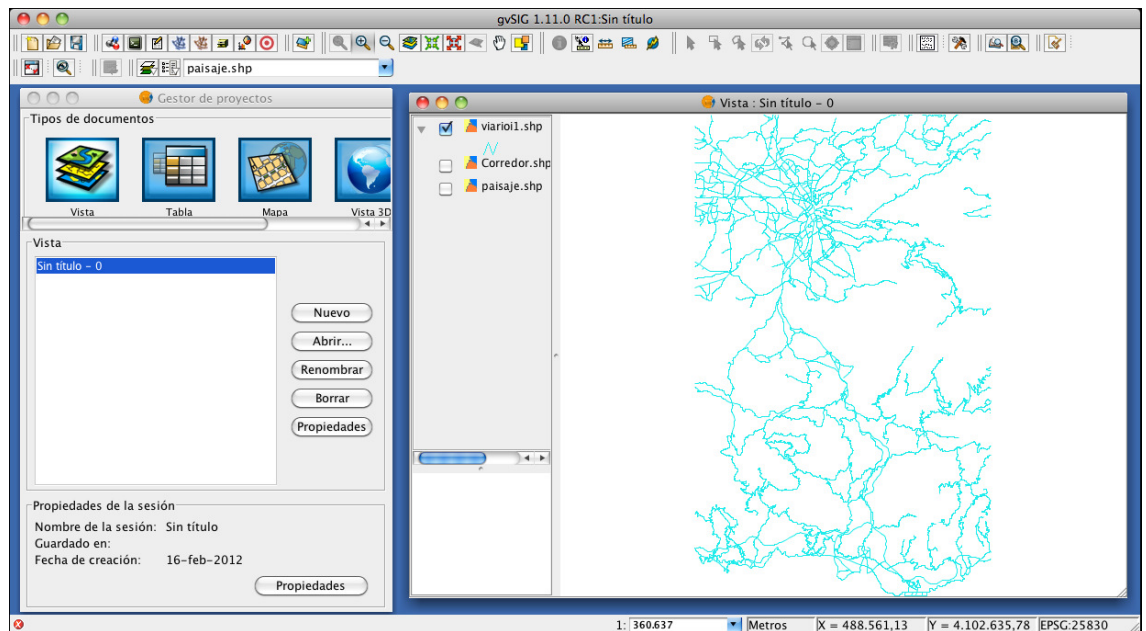 gvSIG 1.11.0 RC1:Sin título
paisaje.shp
Gestor de proyectos
Tipos de documentos
Vista
Tabla
Mapa
Vista 3D
Vista
Sin título - 0
Nuevo
Abrir...
Renombrar
Borrar
Propiedades
Propiedades de la sesión
Nombre de la sesión: Sin título
Guardado en:
Fecha de creación: 16-feb-2012
Propiedades
Vista : Sin título - 0
viarioi1.shp
Corredor.shp
paisaje.shp
1: 360.637
Metros
X = 488.561,13
Y = 4.102.635,78
EPSG:25830